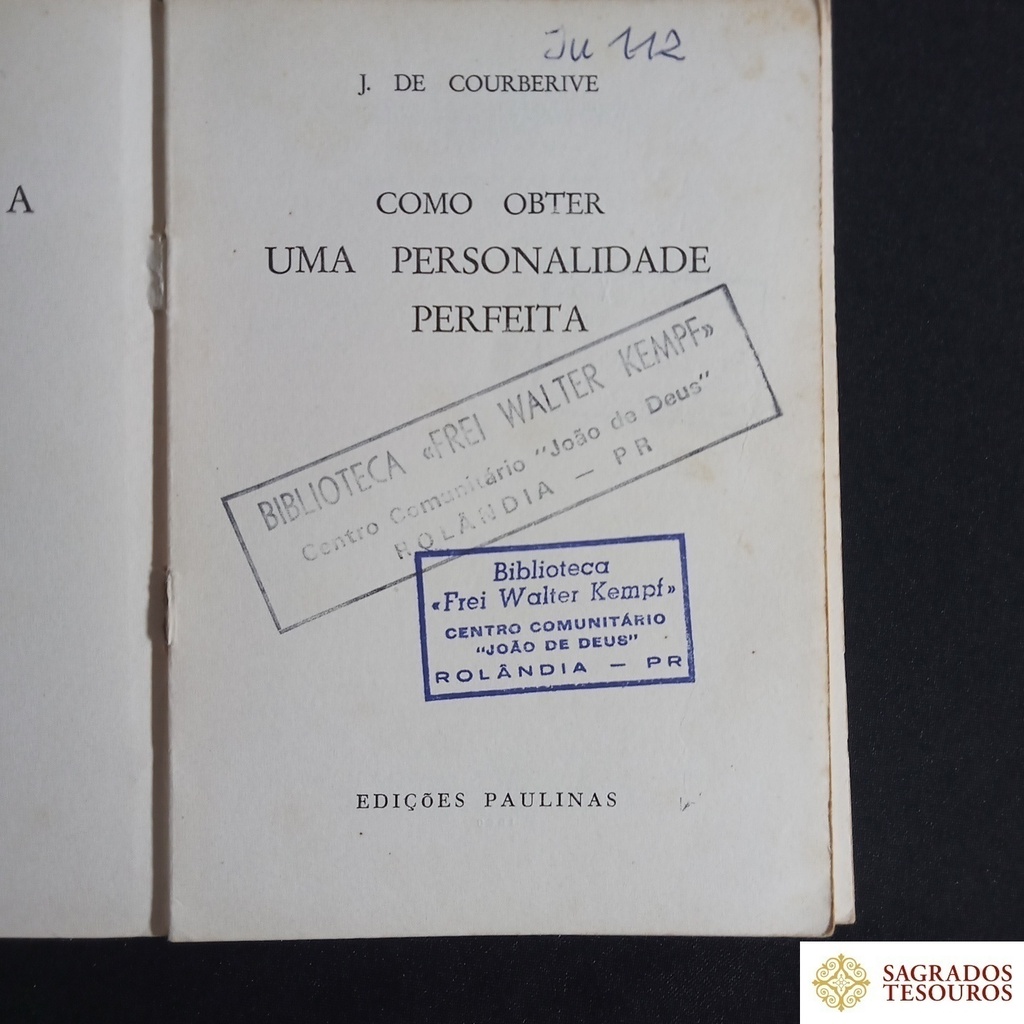 Ju 112
J. DE COURBERIVE
A
COMO OBTER
UMA PERSONALIDADE
PERFEITA
BIBLIOTECA «FREI WALTER KEMPF»
Centro Comunitário "João de Deus"
ROLÂNDIA — PR
Biblioteca
«Frei Walter Kempf»
CENTRO COMUNITÁRIO
"JOÃO DE DEUS"
ROLÂNDIA — PR
EDIÇÕES PAULINAS
SAGRADOS
TESOUROS